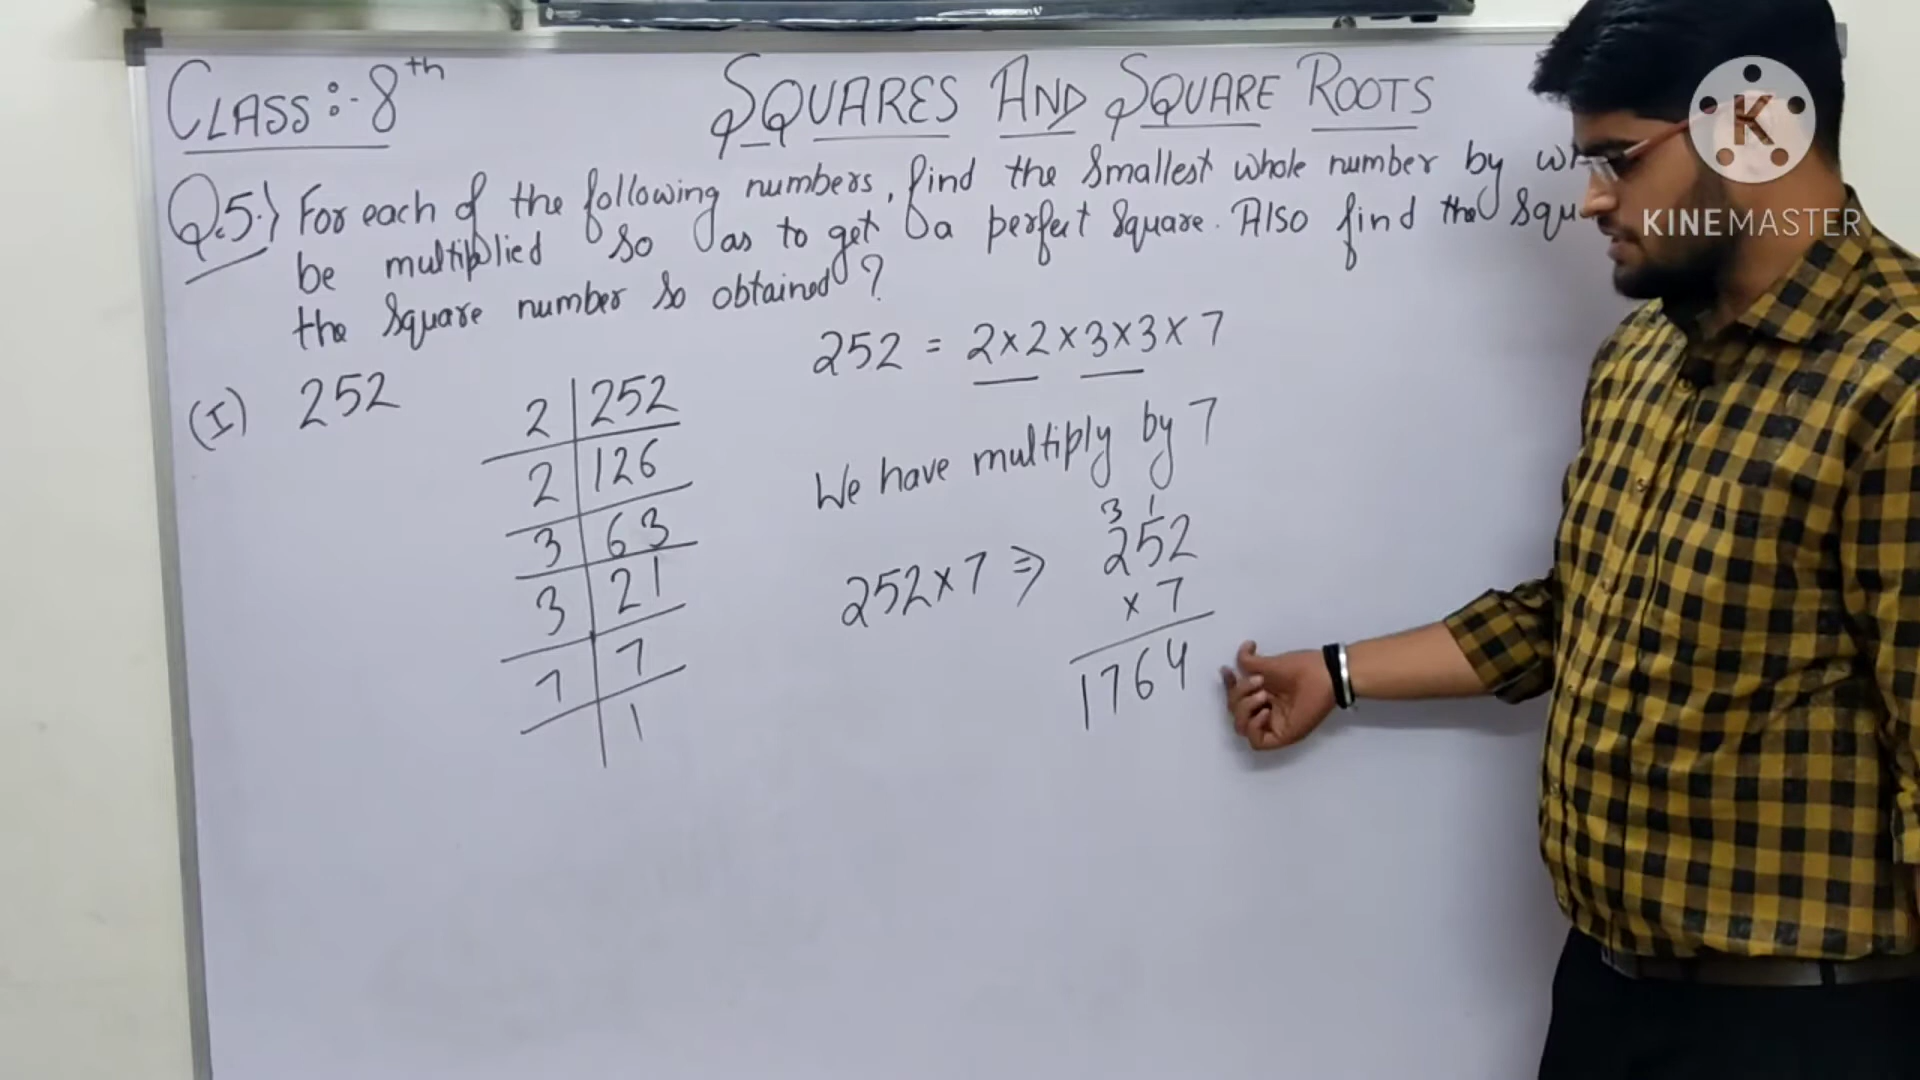 CLASS :- 8th
SQUARES AND SQUARE ROOTS
Q.5.) For each of the following numbers, find the smallest whole number by
be multiplied so as to get a perfect square. Also find the
the square number so obtained ?
(I) 252
2 | 252
2 | 126
3 | 63
3 | 21
7 | 7
1
252 = 2×2×3×3×7
We have multiply by 7
3 1
252×7 ⇒ 252
× 7
1764
K
KINEMASTER